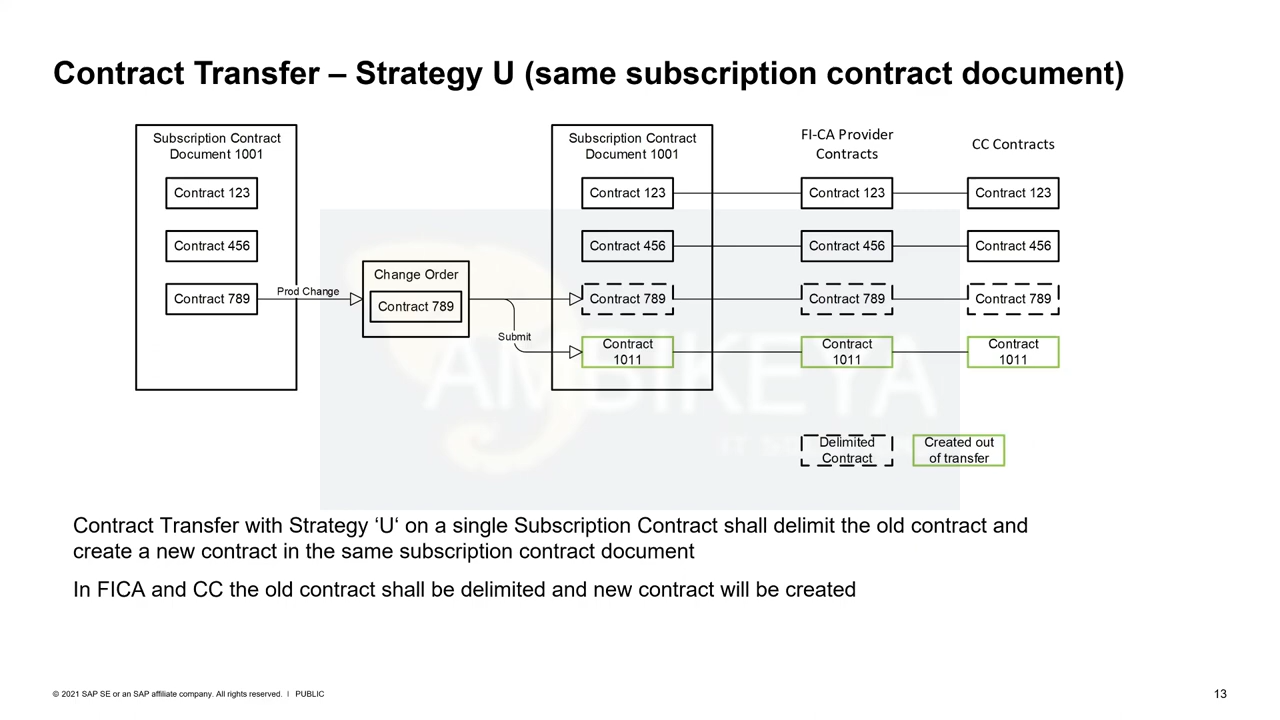 Contract Transfer – Strategy U (same subscription contract document)
Subscription Contract
Document 1001
Contract 123
Contract 456
Contract 789
Prod Change
Change Order
Contract 789
Submit
Subscription Contract
Document 1001
Contract 123
Contract 456
Contract 789
Contract
1011
FI-CA Provider
Contracts
Contract 123
Contract 456
Contract 789
Contract
1011
CC Contracts
Contract 123
Contract 456
Contract 789
Contract
1011
Delimited
Contract
Created out
of transfer
AMBIKEYA
Contract Transfer with Strategy ‘U‘ on a single Subscription Contract shall delimit the old contract and
create a new contract in the same subscription contract document
In FICA and CC the old contract shall be delimited and new contract will be created
© 2021 SAP SE or an SAP affiliate company. All rights reserved. | PUBLIC
13